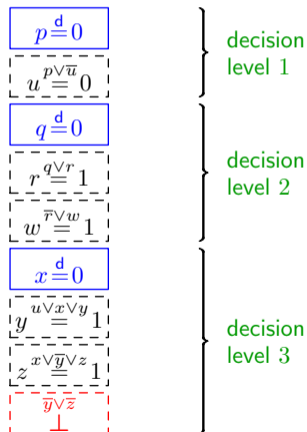 p d= 0
decision
level 1
u p∨u̅= 0
q d= 0
r q∨r= 1
decision
level 2
w r̅∨w= 1
x d= 0
y u∨x∨y= 1
decision
level 3
z x∨y̅∨z= 1
y̅∨z̅
⊥